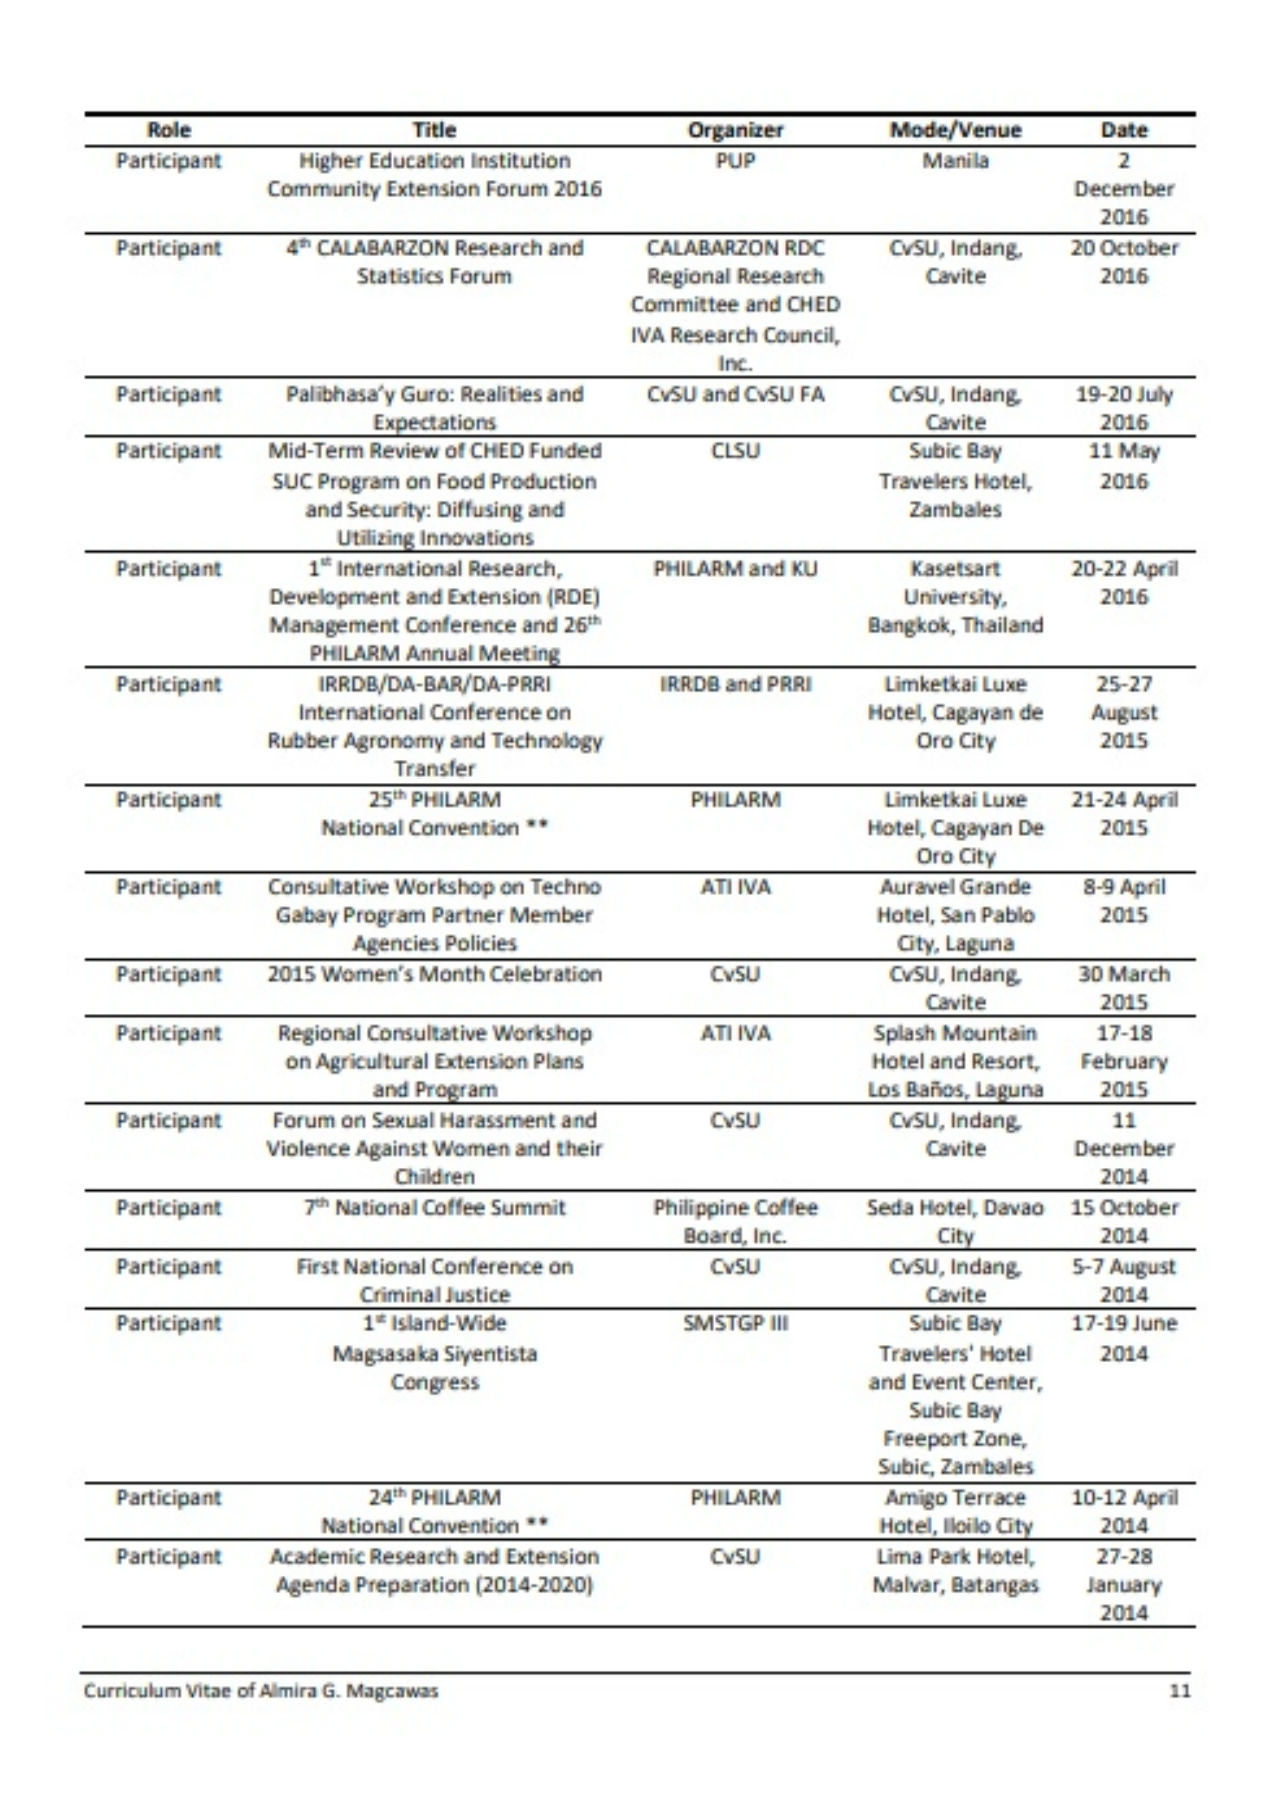 Role Title Organizer Mode/Venue Date
Participant Higher Education Institution PUP Manila 2
Community Extension Forum 2016 December
2016
Participant 4th CALABARZON Research and CALABARZON RDC CvSU, Indang, 20 October
Statistics Forum Regional Research Cavite 2016
Committee and CHED
IVA Research Council,
Inc.
Participant Palibhasa’y Guro: Realities and CvSU and CvSU FA CvSU, Indang, 19-20 July
Expectations Cavite 2016
Participant Mid-Term Review of CHED Funded CLSU Subic Bay 11 May
SUC Program on Food Production Travelers Hotel, 2016
and Security: Diffusing and Zambales
Utilizing Innovations
Participant 1st International Research, PHILARM and KU Kasetsart 20-22 April
Development and Extension (RDE) University, 2016
Management Conference and 26th Bangkok, Thailand
PHILARM Annual Meeting
Participant IRRDB/DA-BAR/DA-PRRI IRRDB and PRRI Limketkai Luxe 25-27
International Conference on Hotel, Cagayan de August
Rubber Agronomy and Technology Oro City 2015
Transfer
Participant 25th PHILARM PHILARM Limketkai Luxe 21-24 April
National Convention ** Hotel, Cagayan De 2015
Oro City
Participant Consultative Workshop on Techno ATI IVA Auravel Grande 8-9 April
Gabay Program Partner Member Hotel, San Pablo 2015
Agencies Policies City, Laguna
Participant 2015 Women’s Month Celebration CvSU CvSU, Indang, 30 March
Cavite 2015
Participant Regional Consultative Workshop ATI IVA Splash Mountain 17-18
on Agricultural Extension Plans Hotel and Resort, February
and Program Los Baños, Laguna 2015
Participant Forum on Sexual Harassment and CvSU CvSU, Indang, 11
Violence Against Women and their Cavite December
Children 2014
Participant 7th National Coffee Summit Philippine Coffee Seda Hotel, Davao 15 October
Board, Inc. City 2014
Participant First National Conference on CvSU CvSU, Indang, 5-7 August
Criminal Justice Cavite 2014
Participant 1st Island-Wide SMSTGP III Subic Bay 17-19 June
Magsasaka Siyentista Travelers' Hotel 2014
Congress and Event Center,
Subic Bay
Freeport Zone,
Subic, Zambales
Participant 24th PHILARM PHILARM Amigo Terrace 10-12 April
National Convention ** Hotel, Iloilo City 2014
Participant Academic Research and Extension CvSU Lima Park Hotel, 27-28
Agenda Preparation (2014-2020) Malvar, Batangas January
2014
Curriculum Vitae of Almira G. Magcawas 11